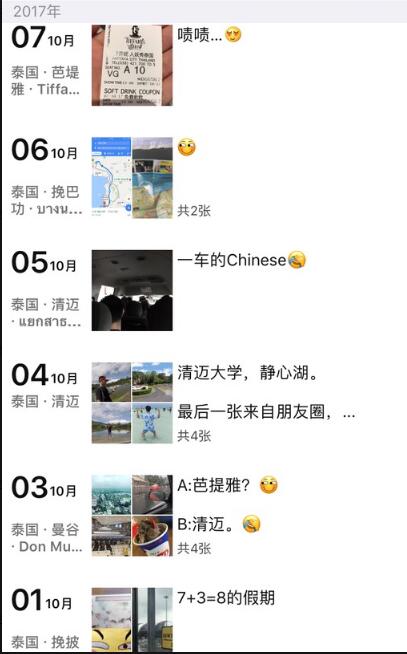 2017年
07 10月
啧啧...😍
泰国 · 芭堤
雅 · Tiffa...
VG A 10
SOFT DRINK COUPON
06 10月
泰国 · 挽巴
功 · บางน...
共2张
05 10月
一车的Chinese
泰国 · 清迈
· แยกสาธ...
04 10月
清迈大学，静心湖。
泰国 · 清迈
最后一张来自朋友圈，...
共4张
03 10月
A:芭提雅？
泰国 · 曼谷
· Don Mu...
B:清迈。
共4张
01 10月
7+3=8的假期
泰国 · 挽披